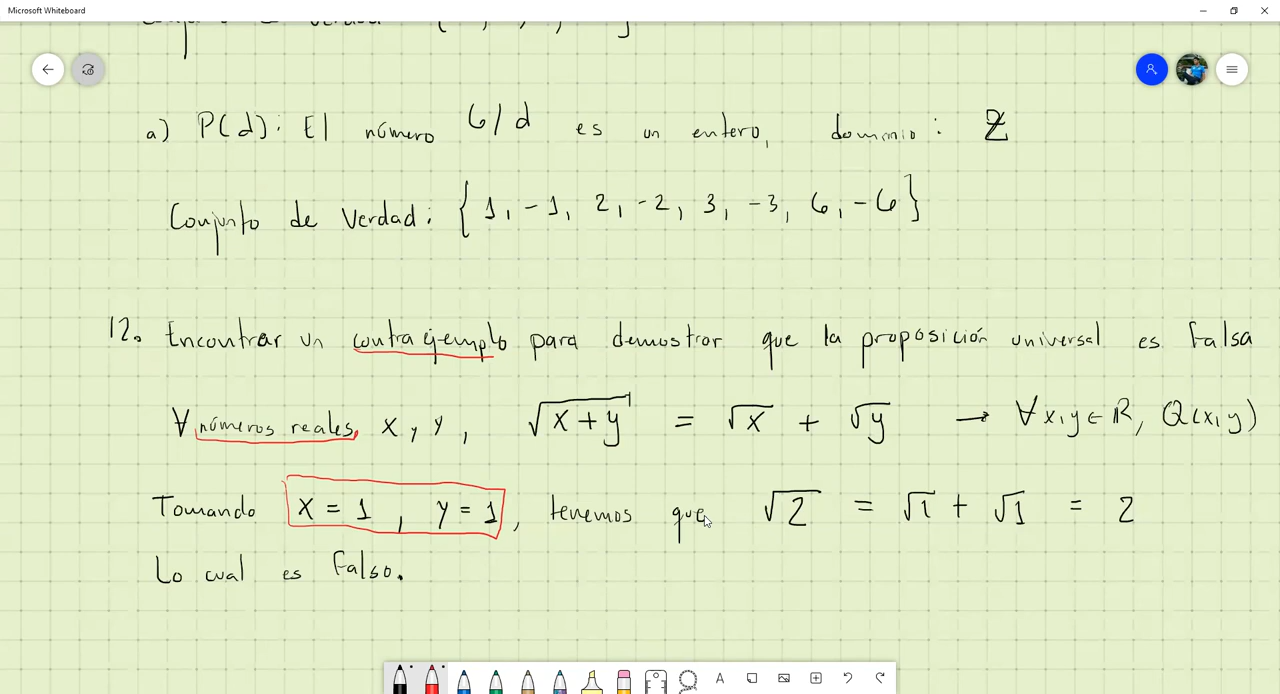 Microsoft Whiteboard
a) P(d): El número 6/d es un entero, dominio: ℤ
Conjunto de verdad: {1, -1, 2, -2, 3, -3, 6, -6}
12. Encontrar un contra ejemplo para demostrar que la proposición universal es falsa
∀ números reales x, y, √(x+y) = √x + √y → ∀x,y ∈ ℝ, Q(x,y)
Tomando x = 1, y = 1, tenemos que √2 = √1 + √1 = 2
Lo cual es falso.